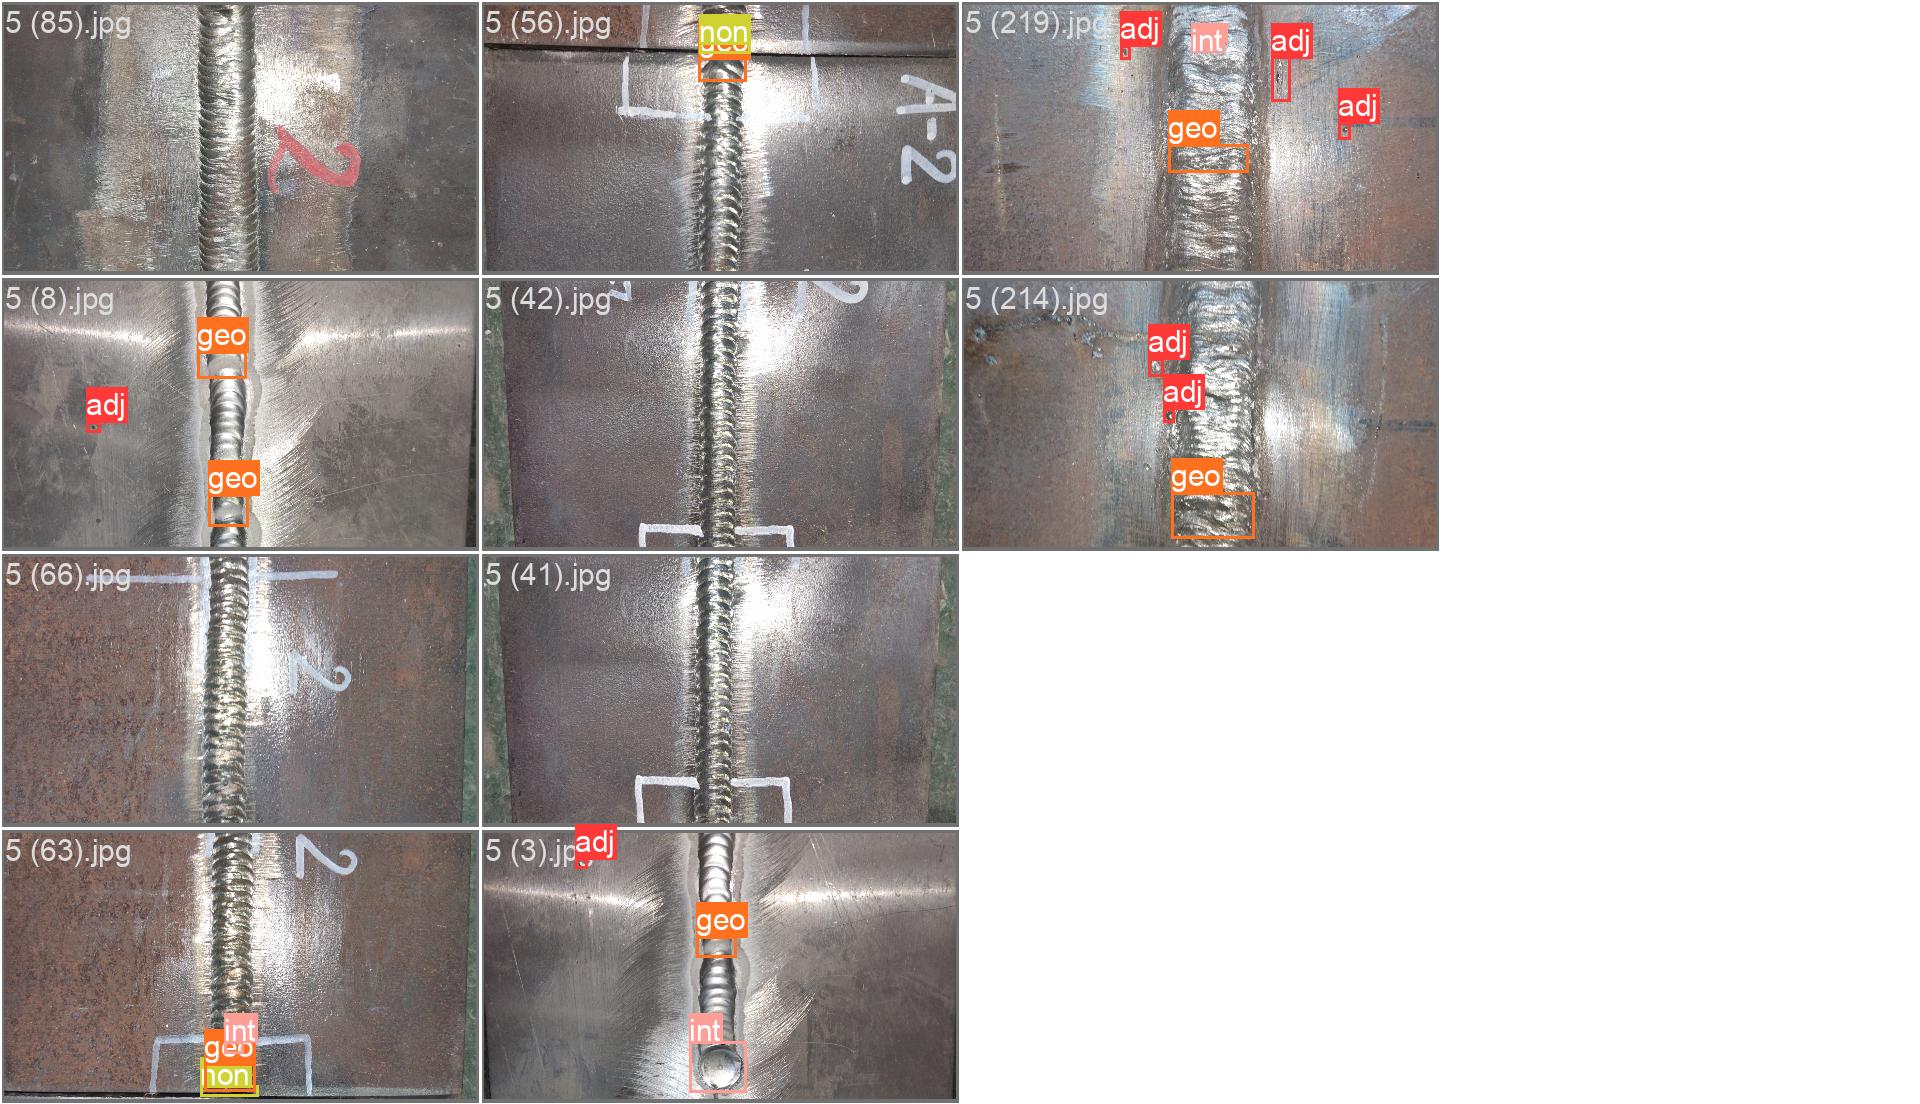 5 (85).jpg
2
5 (56).jpg
non
geo
A-2
5 (219).jpg
adj
int
adj
adj
geo
5 (8).jpg
geo
adj
geo
5 (42).jpg
5 (214).jpg
adj
adj
geo
5 (66).jpg
2
5 (41).jpg
5 (63).jpg
2
int
geo
non
5 (3).jpg
adj
geo
int